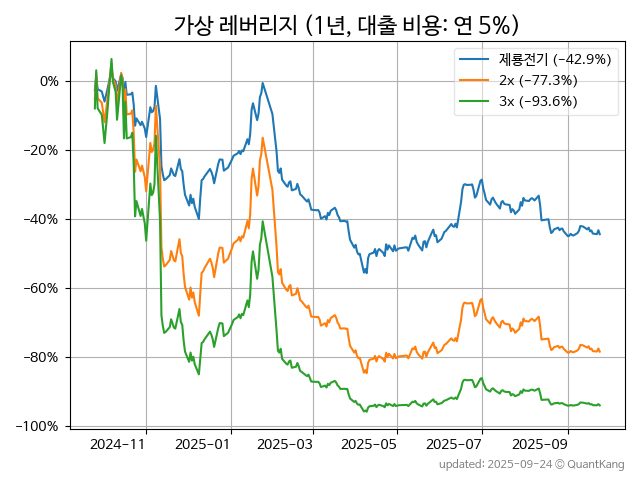 가상 레버리지 (1년, 대출 비용: 연 5%)
제룡전기 (−42.9%)
2x (−77.3%)
3x (−93.6%)
0%
−20%
−40%
−60%
−80%
−100%
2024-11
2025-01
2025-03
2025-05
2025-07
2025-09
updated: 2025-09-24 © QuantKang